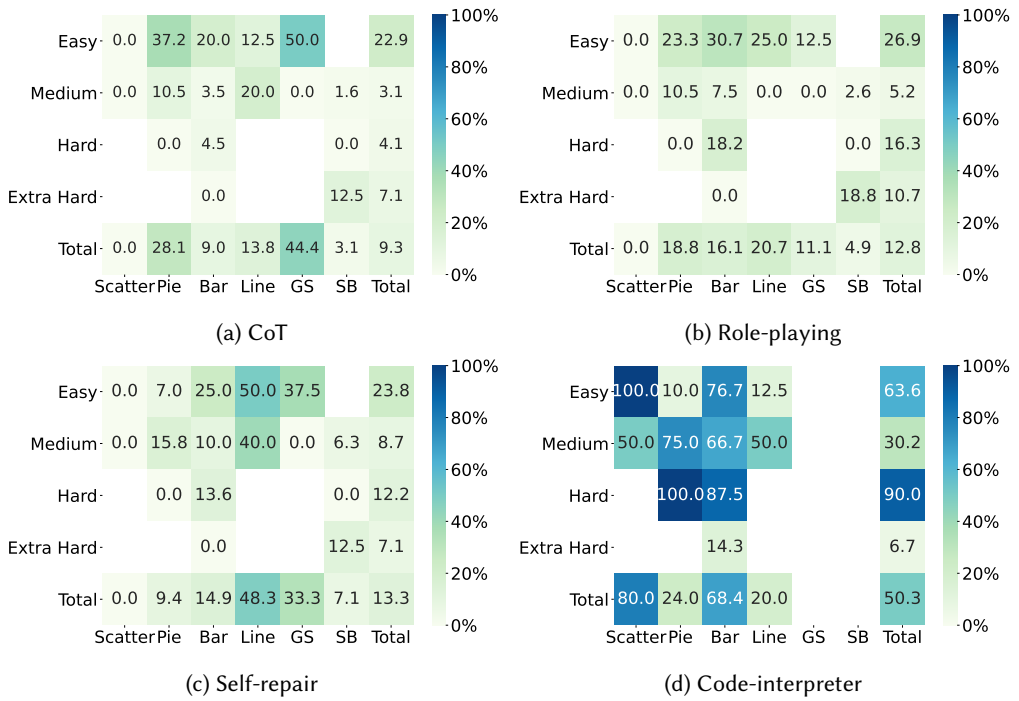 100%
80%
60%
40%
20%
0%
Easy 0.0 37.2 20.0 12.5 50.0 22.9
Medium 0.0 10.5 3.5 20.0 0.0 1.6 3.1
Hard 0.0 4.5 0.0 4.1
Extra Hard 0.0 12.5 7.1
Total 0.0 28.1 9.0 13.8 44.4 3.1 9.3
Scatter Pie Bar Line GS SB Total
(a) CoT
100%
80%
60%
40%
20%
0%
Easy 0.0 23.3 30.7 25.0 12.5 26.9
Medium 0.0 10.5 7.5 0.0 0.0 2.6 5.2
Hard 0.0 18.2 0.0 16.3
Extra Hard 0.0 18.8 10.7
Total 0.0 18.8 16.1 20.7 11.1 4.9 12.8
Scatter Pie Bar Line GS SB Total
(b) Role-playing
100%
80%
60%
40%
20%
0%
Easy 0.0 7.0 25.0 50.0 37.5 23.8
Medium 0.0 15.8 10.0 40.0 0.0 6.3 8.7
Hard 0.0 13.6 0.0 12.2
Extra Hard 0.0 12.5 7.1
Total 0.0 9.4 14.9 48.3 33.3 7.1 13.3
Scatter Pie Bar Line GS SB Total
(c) Self-repair
100%
80%
60%
40%
20%
0%
Easy 100.0 10.0 76.7 12.5 63.6
Medium 50.0 75.0 66.7 50.0 30.2
Hard 100.0 87.5 90.0
Extra Hard 14.3 6.7
Total 80.0 24.0 68.4 20.0 50.3
Scatter Pie Bar Line GS SB Total
(d) Code-interpreter